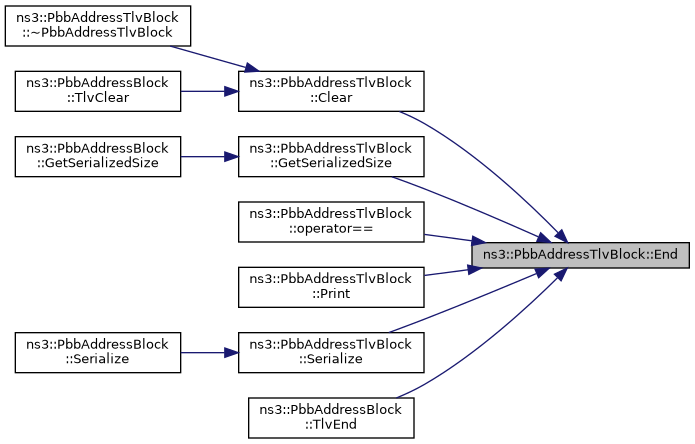 ns3::PbbAddressTlvBlock
::~PbbAddressTlvBlock
ns3::PbbAddressBlock
::TlvClear
ns3::PbbAddressTlvBlock
::Clear
ns3::PbbAddressBlock
::GetSerializedSize
ns3::PbbAddressTlvBlock
::GetSerializedSize
ns3::PbbAddressTlvBlock
::operator==
ns3::PbbAddressTlvBlock::End
ns3::PbbAddressTlvBlock
::Print
ns3::PbbAddressBlock
::Serialize
ns3::PbbAddressTlvBlock
::Serialize
ns3::PbbAddressBlock
::TlvEnd